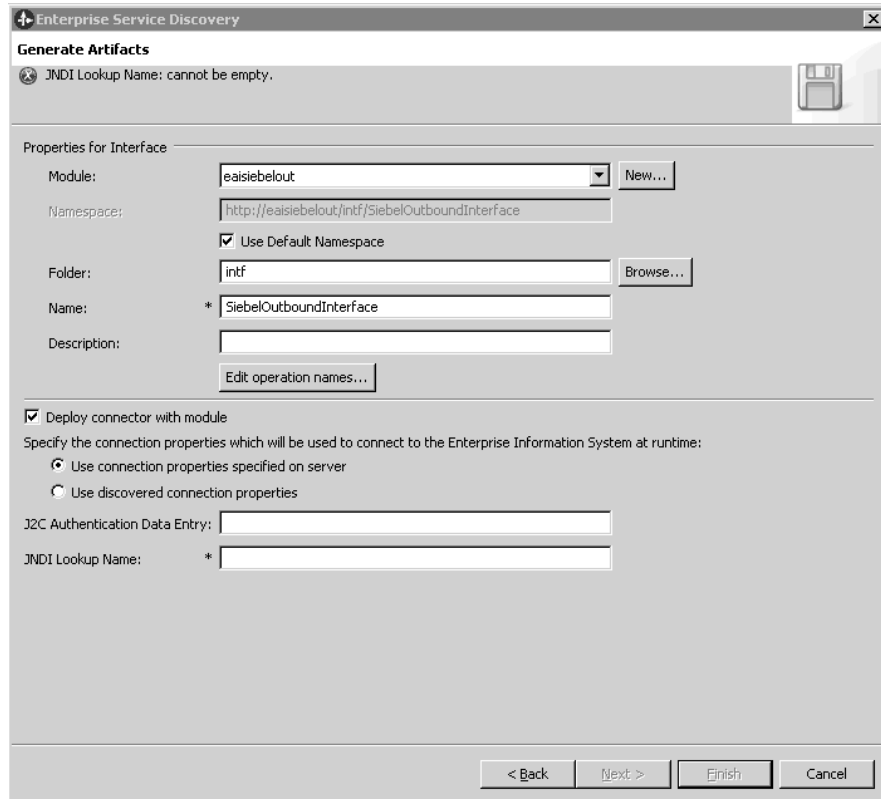 Enterprise Service Discovery
Generate Artifacts
JNDI Lookup Name: cannot be empty.
Properties for Interface
Module: eaisiebelout New...
Namespace: http://eaisiebelout/intf/SiebelOutboundInterface
Use Default Namespace
Folder: intf Browse...
Name: * SiebelOutboundInterface
Description:
Edit operation names...
Deploy connector with module
Specify the connection properties which will be used to connect to the Enterprise Information System at runtime:
Use connection properties specified on server
Use discovered connection properties
J2C Authentication Data Entry:
JNDI Lookup Name: *
< Back Next > Finish Cancel